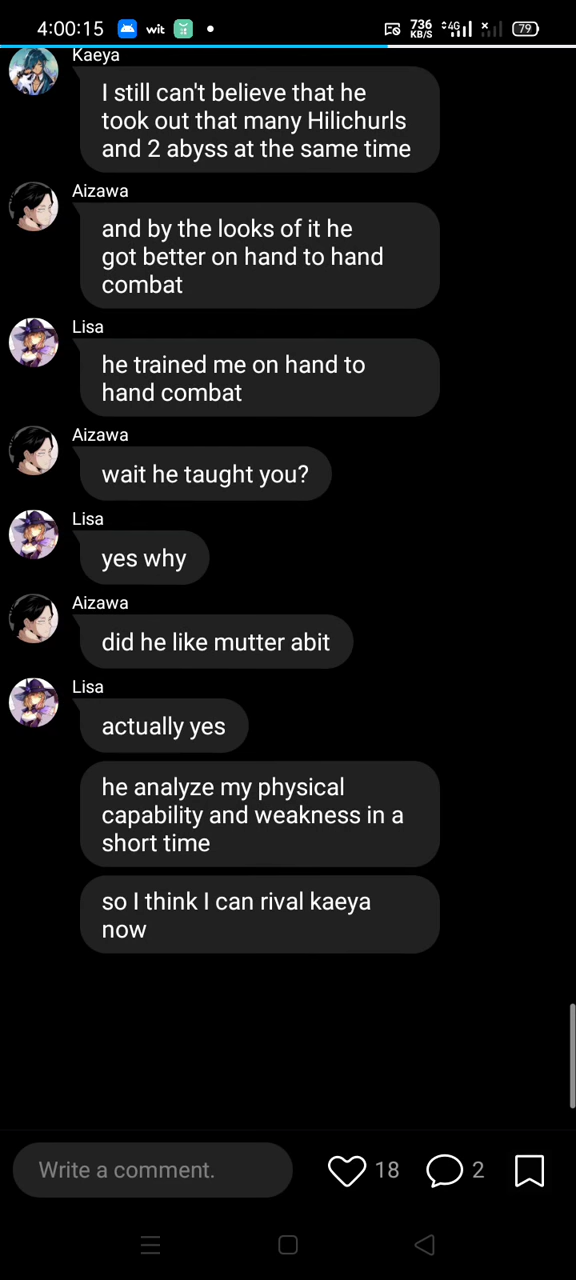 4:00:15 wit 736 KB/S 4G 79
Kaeya
I still can't believe that he
took out that many Hilichurls
and 2 abyss at the same time
Aizawa
and by the looks of it he
got better on hand to hand
combat
Lisa
he trained me on hand to
hand combat
Aizawa
wait he taught you?
Lisa
yes why
Aizawa
did he like mutter abit
Lisa
actually yes
he analyze my physical
capability and weakness in a
short time
so I think I can rival kaeya
now
Write a comment.
18
2